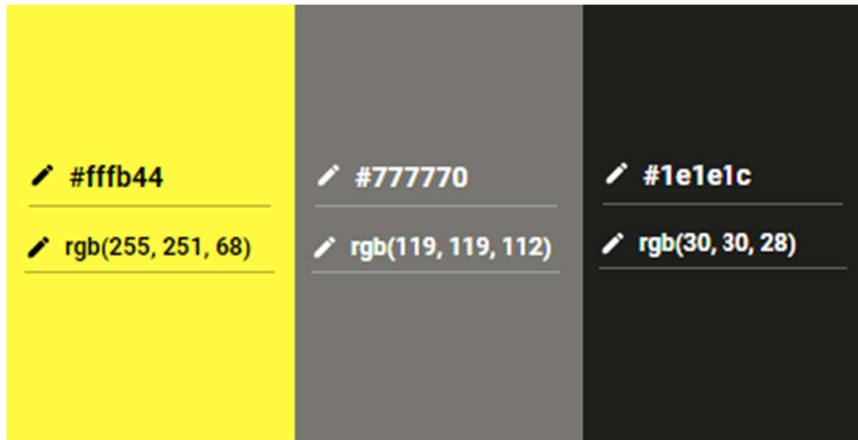 #fffb44
rgb(255, 251, 68)
#777770
rgb(119, 119, 112)
#1e1e1c
rgb(30, 30, 28)